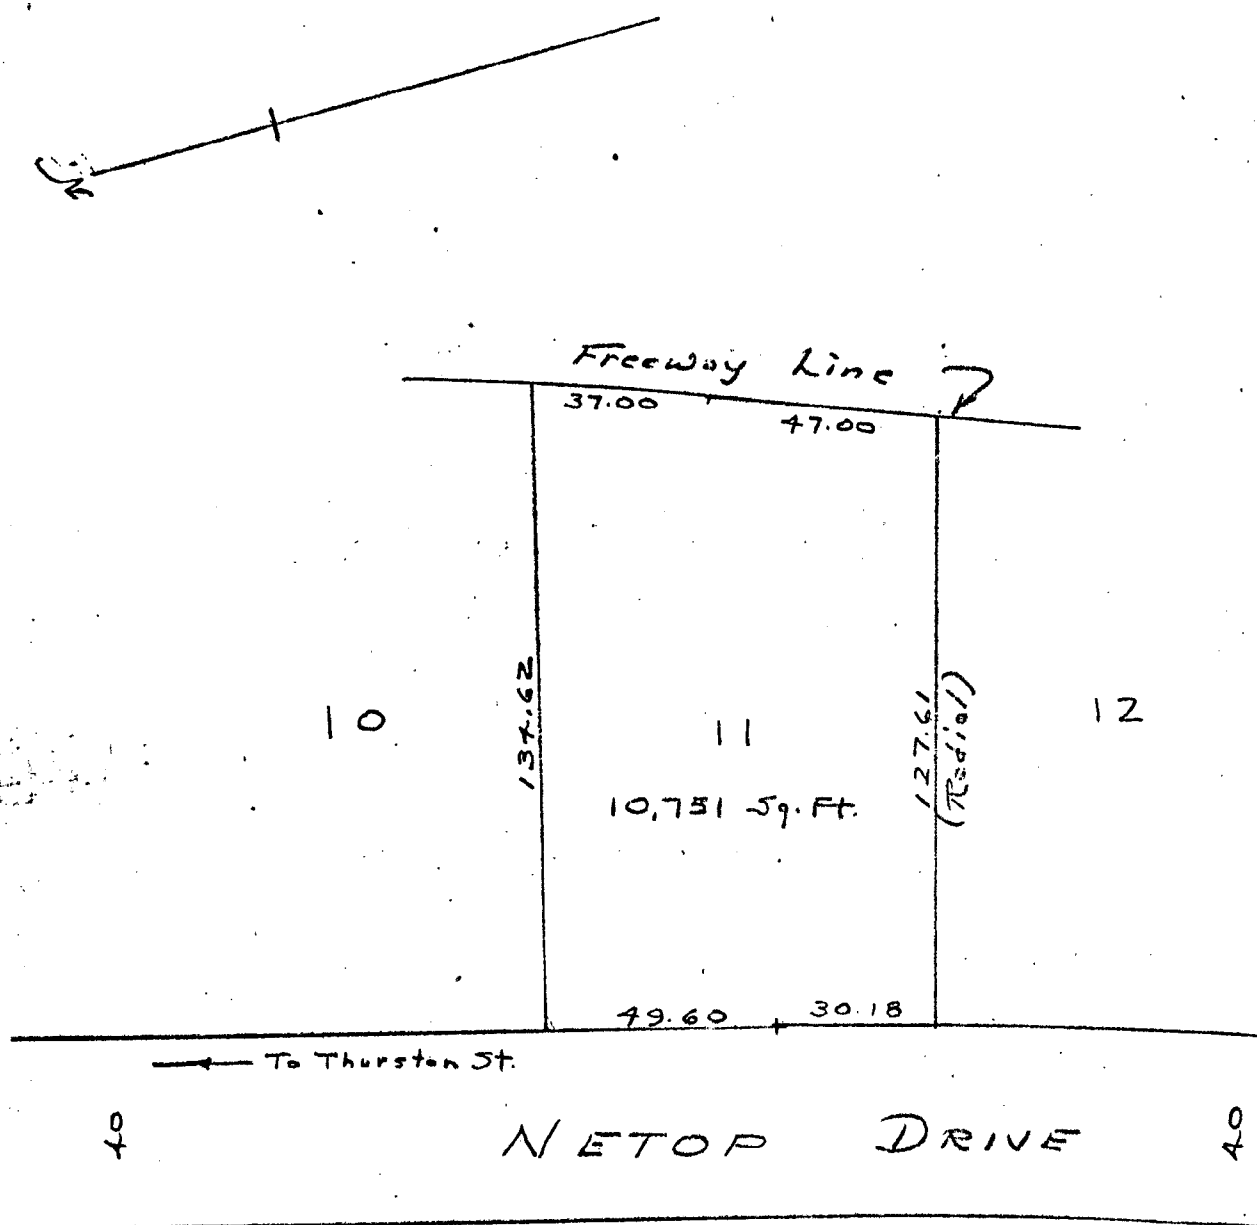 Freeway Line
37.00
47.00
134.62
127.61
(Radial)
10
11
12
10,751 Sq. Ft.
49.60
30.18
To Thurston St.
40
NETOP DRIVE
40